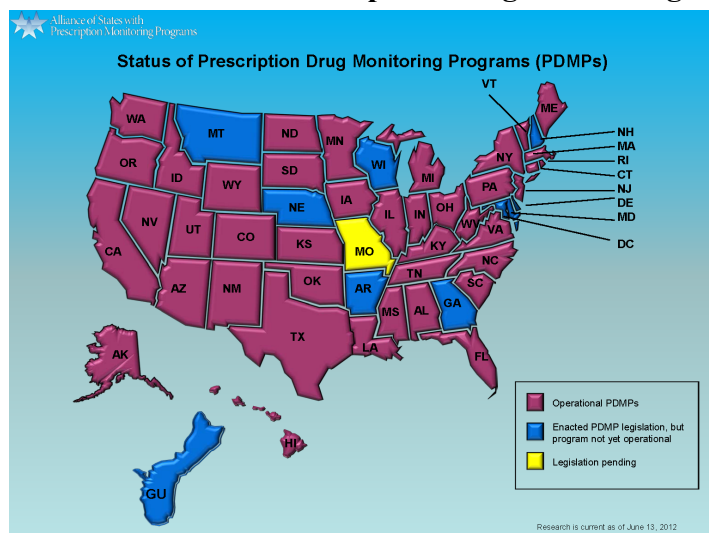 Alliance of States with
Prescription Monitoring Programs
Status of Prescription Drug Monitoring Programs (PDMPs)
VT
ME
WA
MT
ND
MN
NH
OR
ID
SD
WI
NY
MA
WY
MI
RI
CT
PA
NJ
IA
NE
OH
DE
NV
IL
IN
MD
UT
WV
VA
CO
DC
CA
KS
MO
KY
NC
TN
AZ
NM
OK
AR
SC
MS
AL
GA
TX
LA
FL
AK
Operational PDMPs
Enacted PDMP legislation, but
program not yet operational
HI
Legislation pending
GU
Research is current as of June 13, 2012